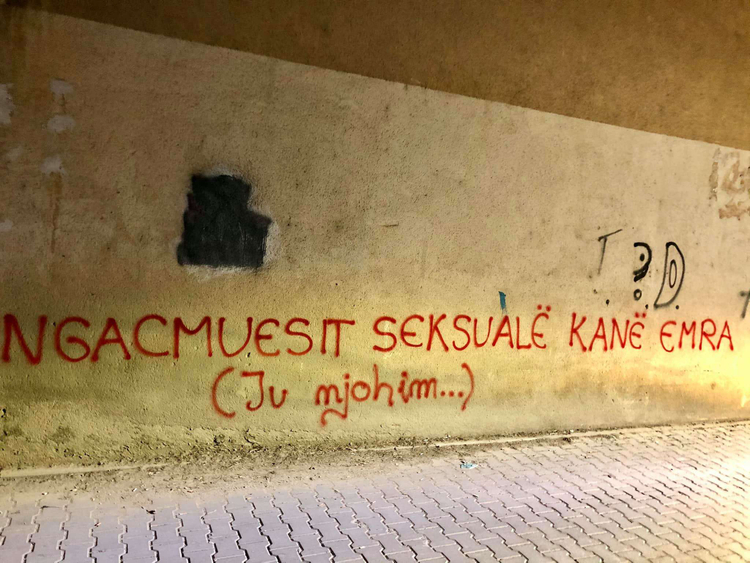 T. ? D
NGACMUESIT SEKSUALË KANË EMRA
(Ju njohim...)